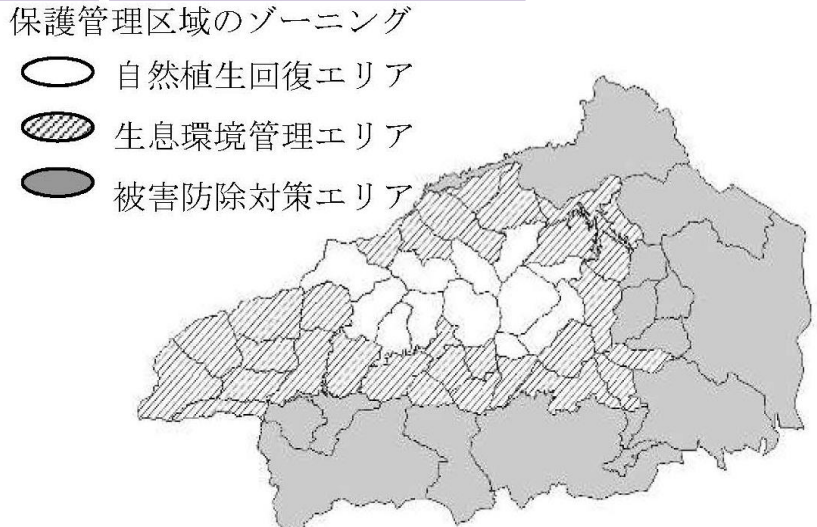 保護管理区域のゾーニング
自然植生回復エリア
生息環境管理エリア
被害防除対策エリア